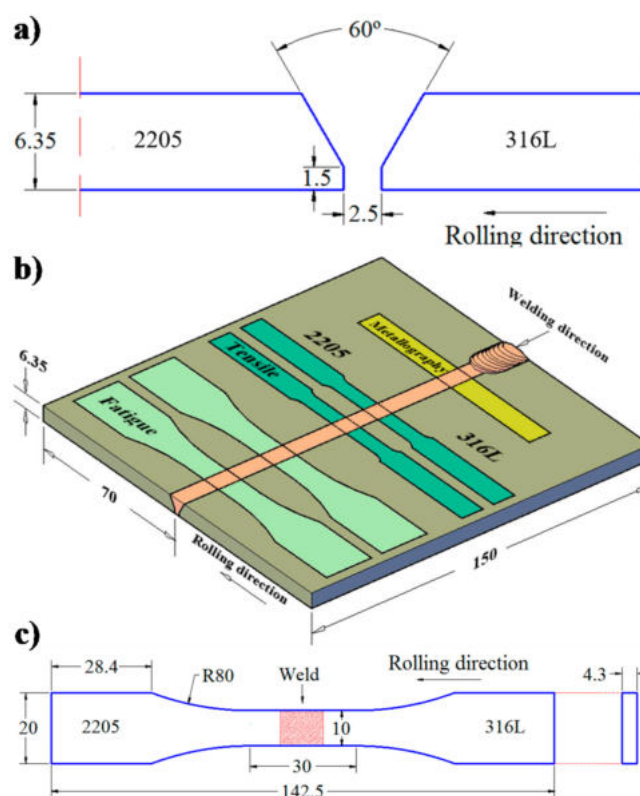 a)
60º
6.35
2205
316L
1.5
2.5
Rolling direction
b)
Welding direction
Metallography
2205
Tensile
6.35
Fatigue
316L
70
Rolling direction
150
c)
28.4
R80
Weld
Rolling direction
4.3
20
2205
10
316L
30
142.5